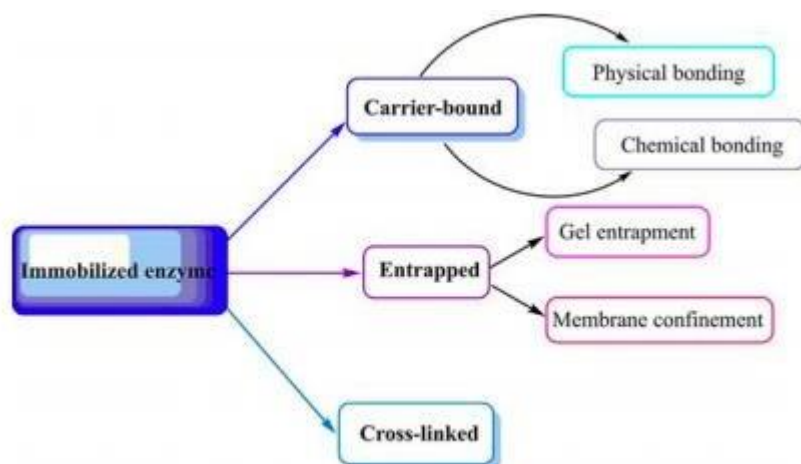 Physical bonding
Carrier-bound
Chemical bonding
Gel entrapment
Immobilized enzyme
Entrapped
Membrane confinement
Cross-linked